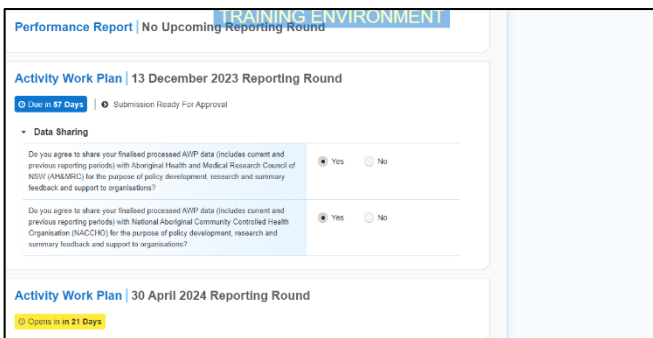 TRAINING ENVIRONMENT
Performance Report | No Upcoming Reporting Round
Activity Work Plan | 13 December 2023 Reporting Round
Due in 57 Days | Submission Ready For Approval
Data Sharing
Do you agree to share your finalised processed AWP data (includes current and
previous reporting periods) with Aboriginal Health and Medical Research Council of
NSW (AH&MRC) for the purpose of policy development, research and summary
feedback and support to organisations?
Yes No
Do you agree to share your finalised processed AWP data (includes current and
previous reporting periods) with National Aboriginal Community Controlled Health
Organisation (NACCHO) for the purpose of policy development, research and
summary feedback and support to organisations?
Yes No
Activity Work Plan | 30 April 2024 Reporting Round
Opens in in 21 Days